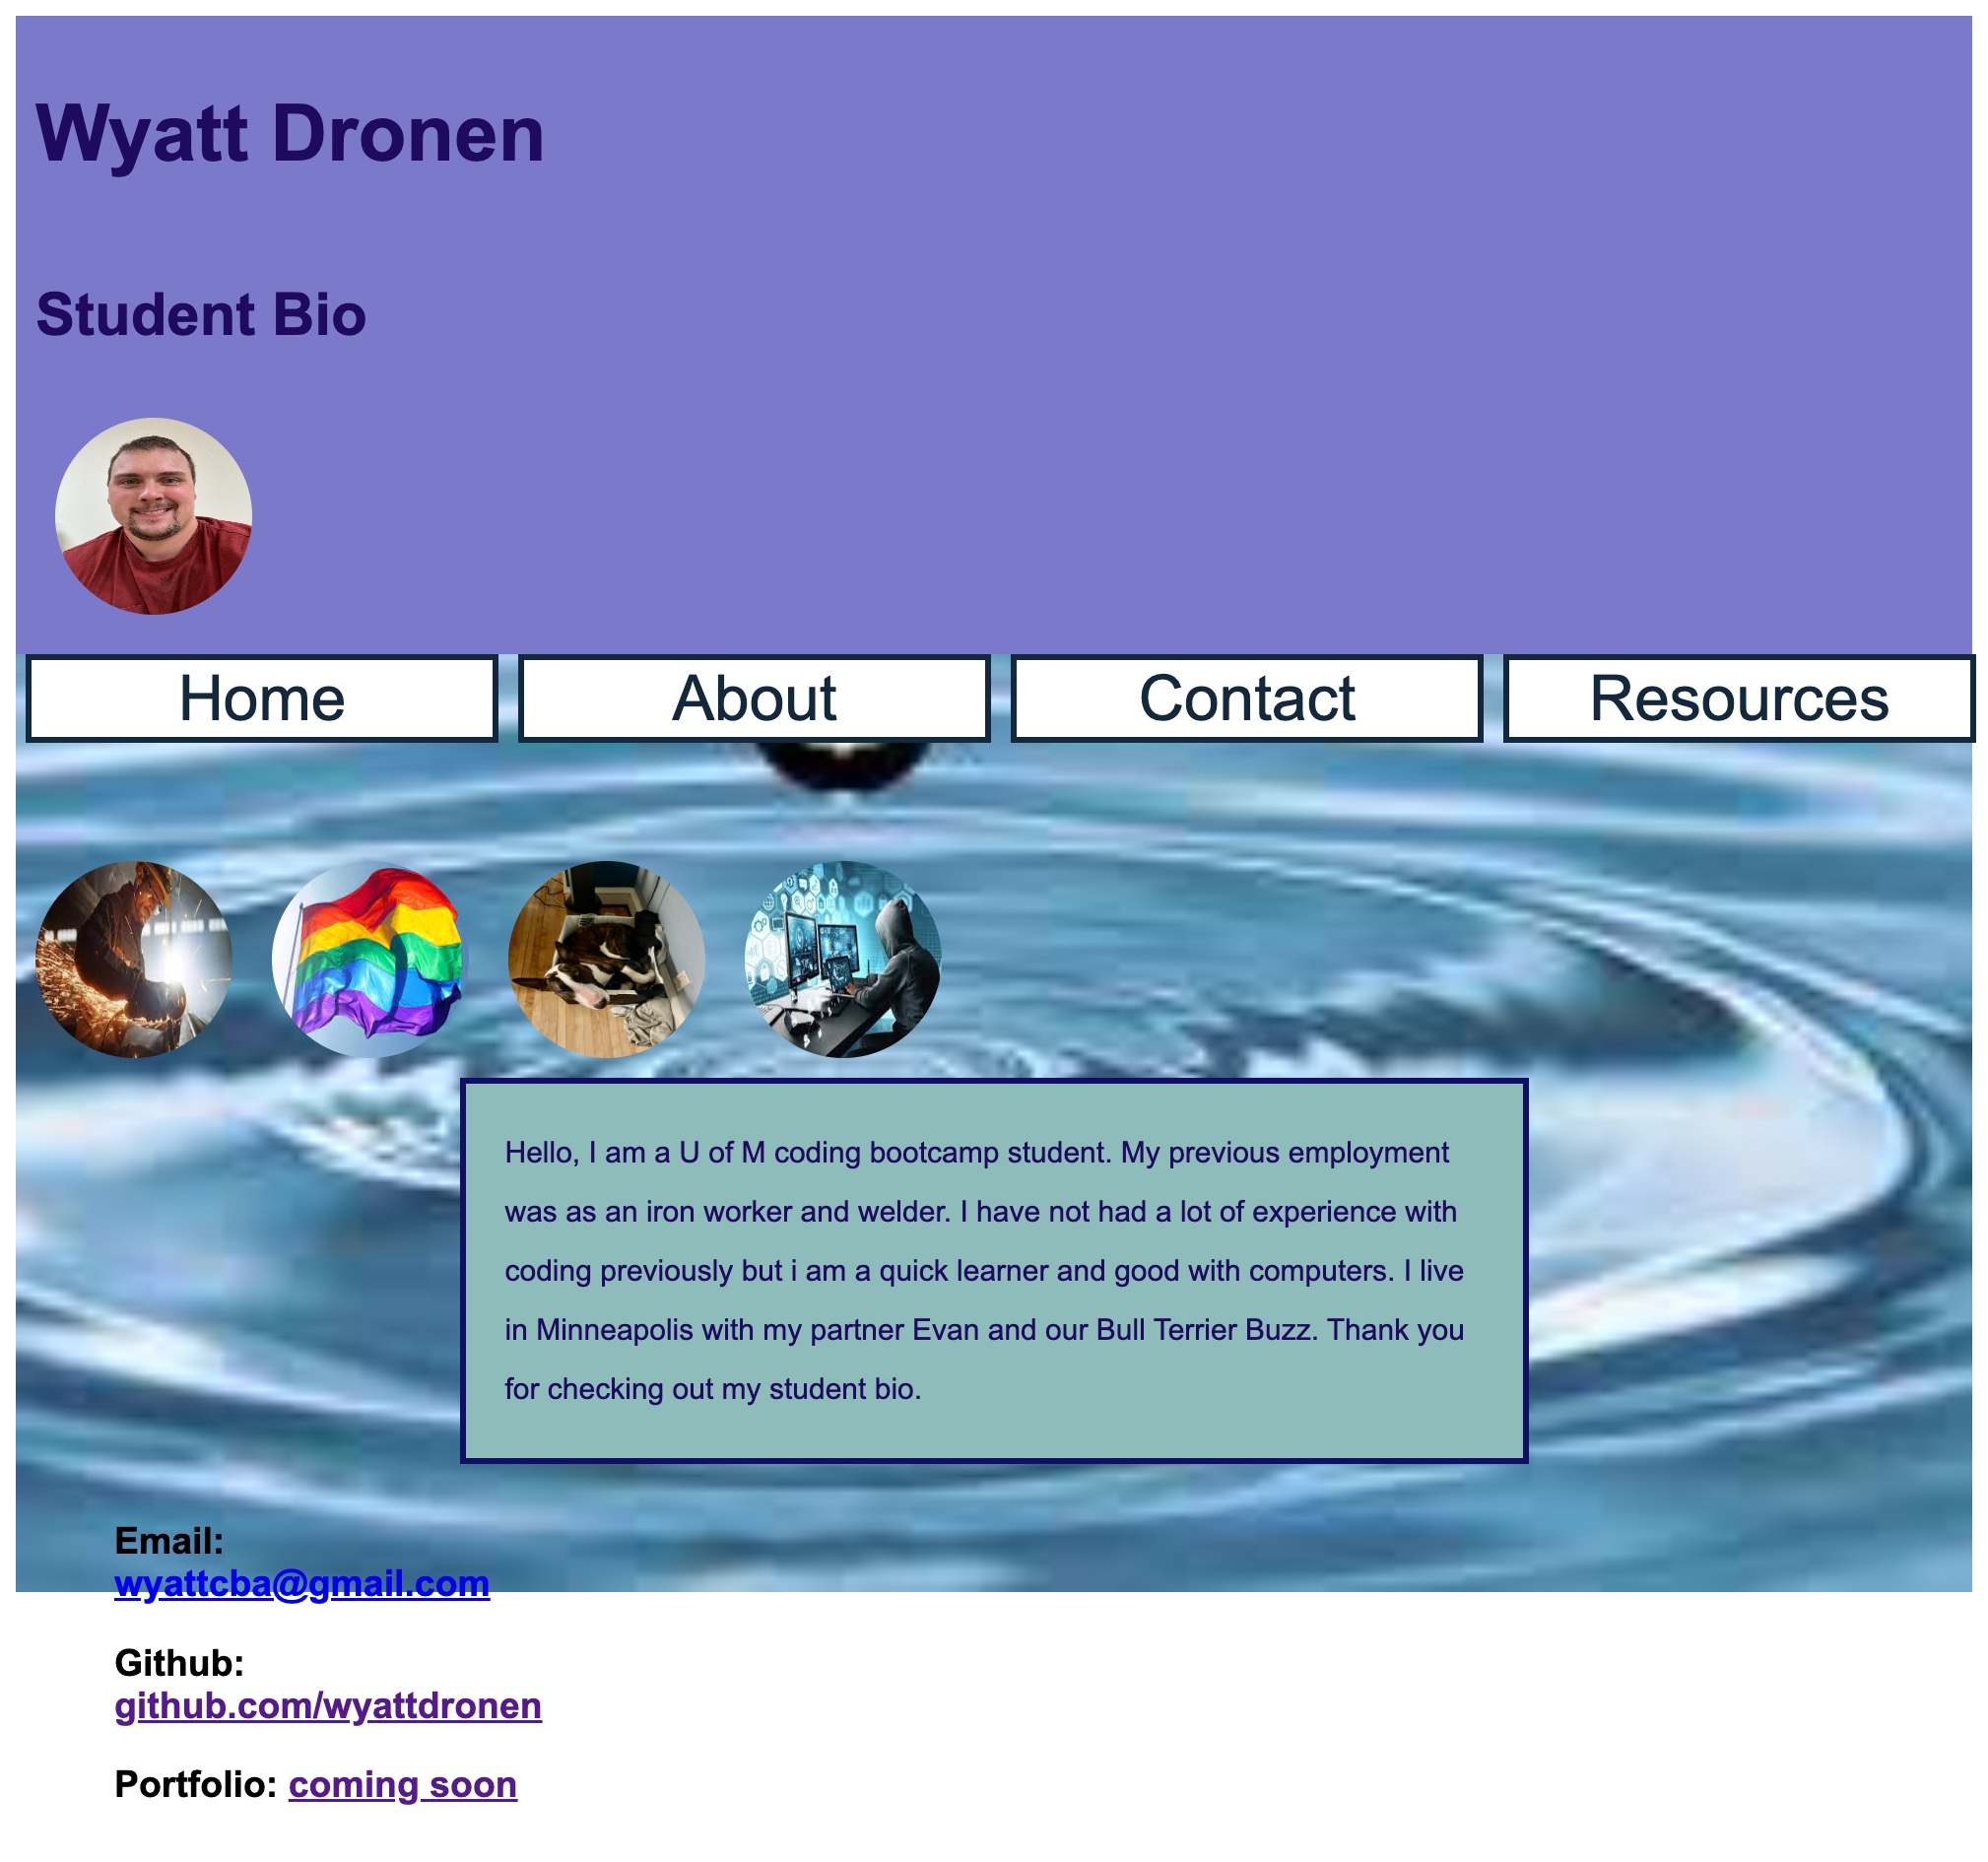 Wyatt Dronen
Student Bio
Home
About
Contact
Resources
Hello, I am a U of M coding bootcamp student. My previous employment
was as an iron worker and welder. I have not had a lot of experience with
coding previously but i am a quick learner and good with computers. I live
in Minneapolis with my partner Evan and our Bull Terrier Buzz. Thank you
for checking out my student bio.
Email:
wyattcba@gmail.com
Github:
github.com/wyattdronen
Portfolio: coming soon